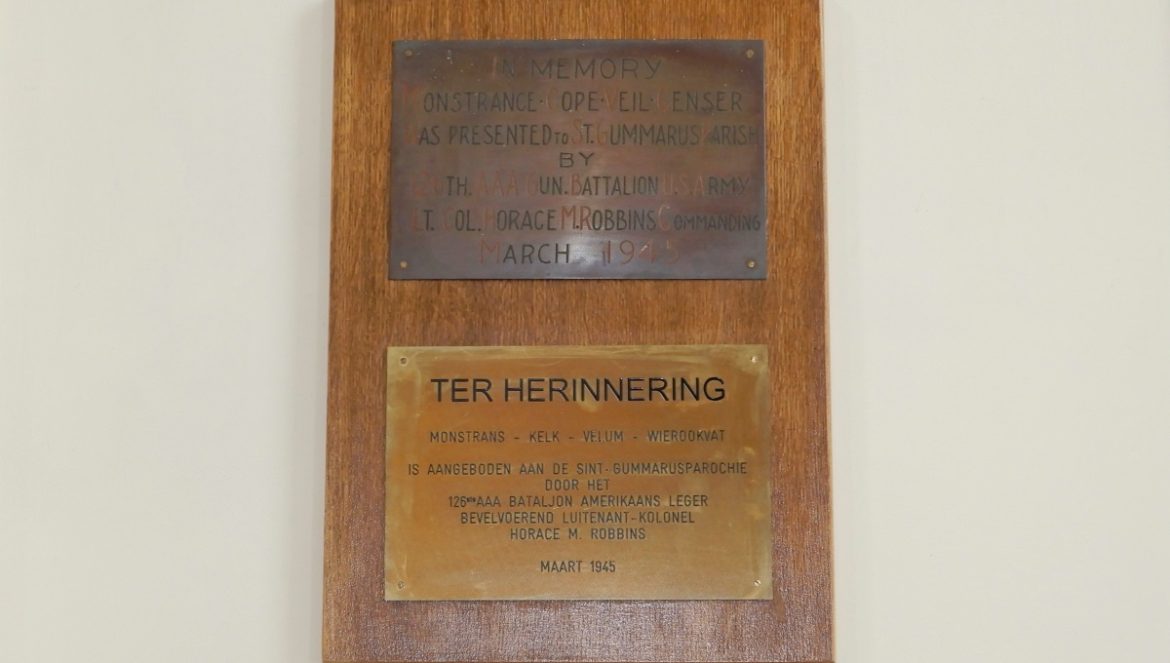 IN MEMORY
MONSTRANCE·COPE·VEIL·CENSER
WAS PRESENTED TO ST. GUMMARUS PARISH
BY
126TH. AAA GUN. BATTALION U.S. ARMY
LT. COL. HORACE M. ROBBINS COMMANDING
MARCH 1945
TER HERINNERING
MONSTRANS - KELK - VELUM - WIEROOKVAT
IS AANGEBODEN AAN DE SINT-GUMMARUSPAROCHIE
DOOR HET
126ste AAA BATALJON AMERIKAANS LEGER
BEVELVOEREND LUITENANT-KOLONEL
HORACE M. ROBBINS
MAART 1945